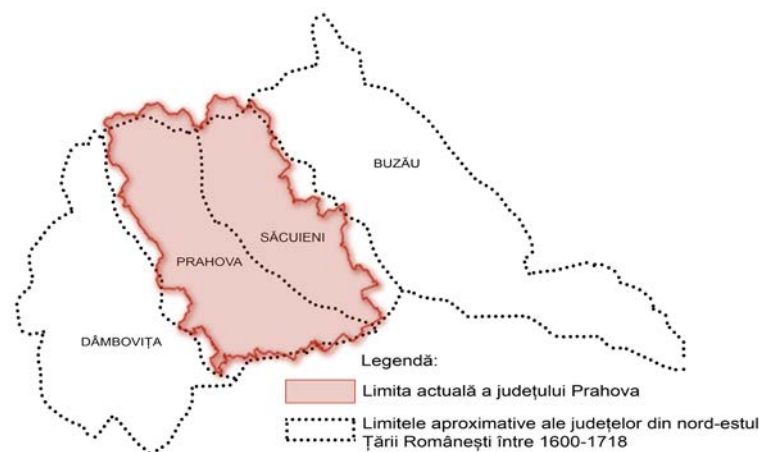 BUZĂU
SĂCUIENI
PRAHOVA
DÂMBOVIȚA
Legendă:
Limita actuală a județului Prahova
Limitele aproximative ale județelor din nord-estul
Țării Românești între 1600-1718